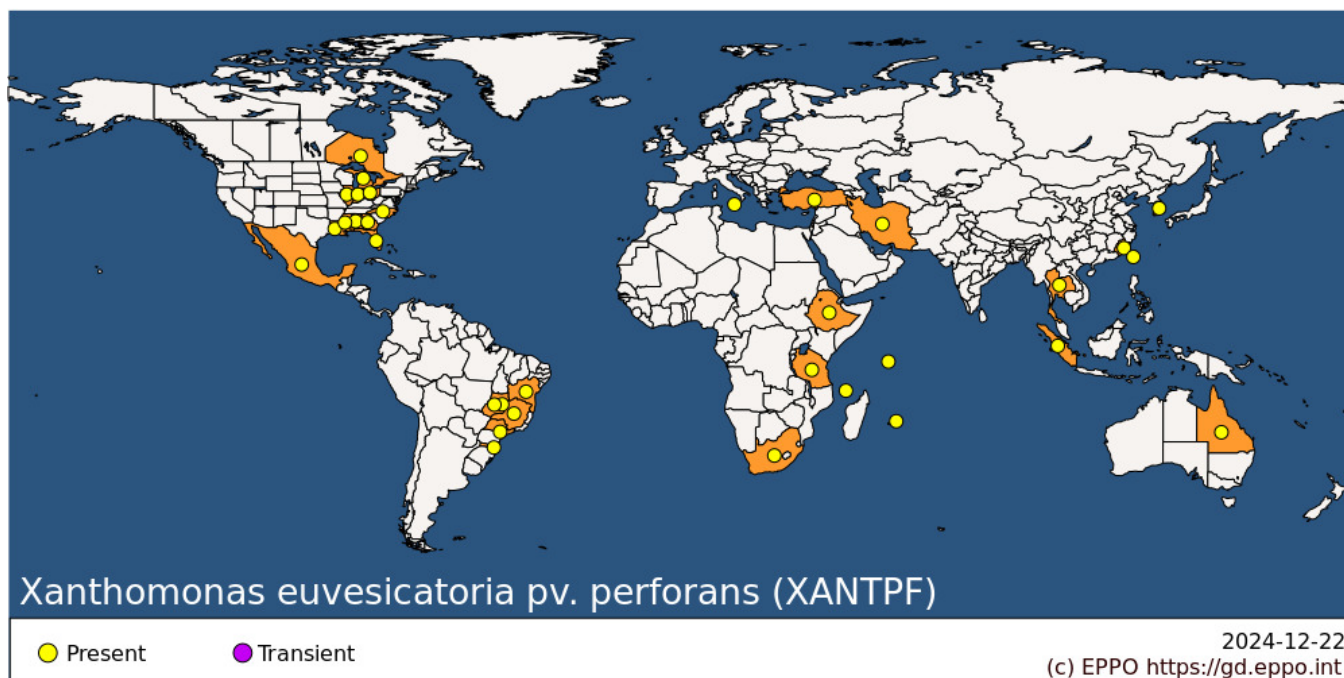 Xanthomonas euvesicatoria pv. perforans (XANTPF)
Present
Transient
2024-12-22
(c) EPPO https://gd.eppo.int